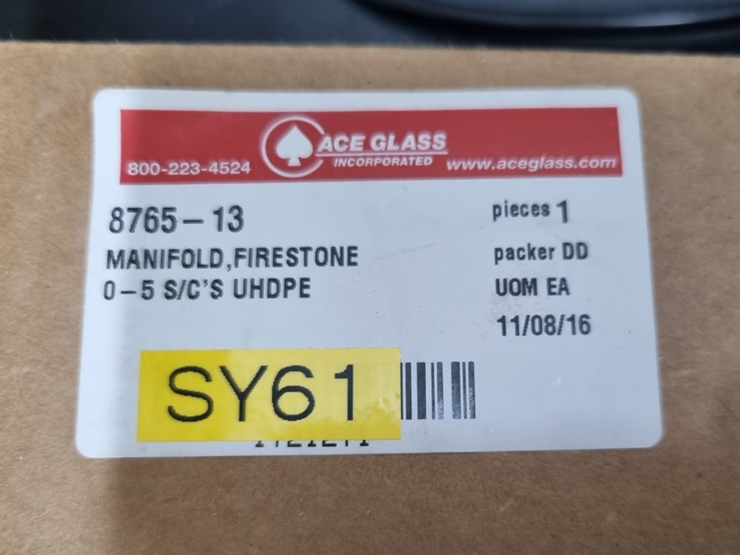 ACE GLASS
INCORPORATED
800-223-4524
www.aceglass.com
8765-13
pieces 1
MANIFOLD,FIRESTONE
packer DD
0-5 S/C'S UHDPE
UOM EA
11/08/16
SY61